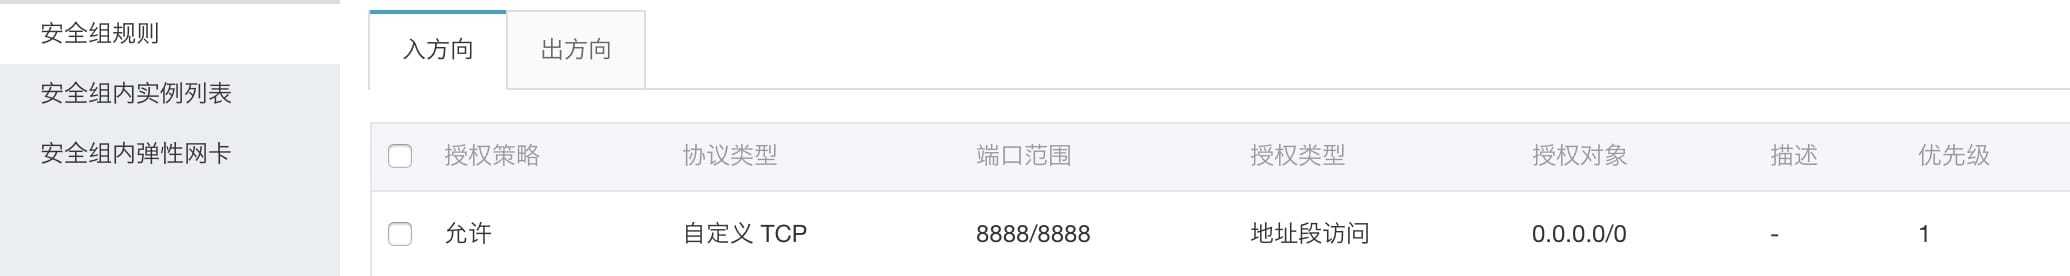 安全组规则
安全组内实例列表
安全组内弹性网卡
入方向 出方向
授权策略 协议类型 端口范围 授权类型 授权对象 描述 优先级
允许 自定义 TCP 8888/8888 地址段访问 0.0.0.0/0 - 1